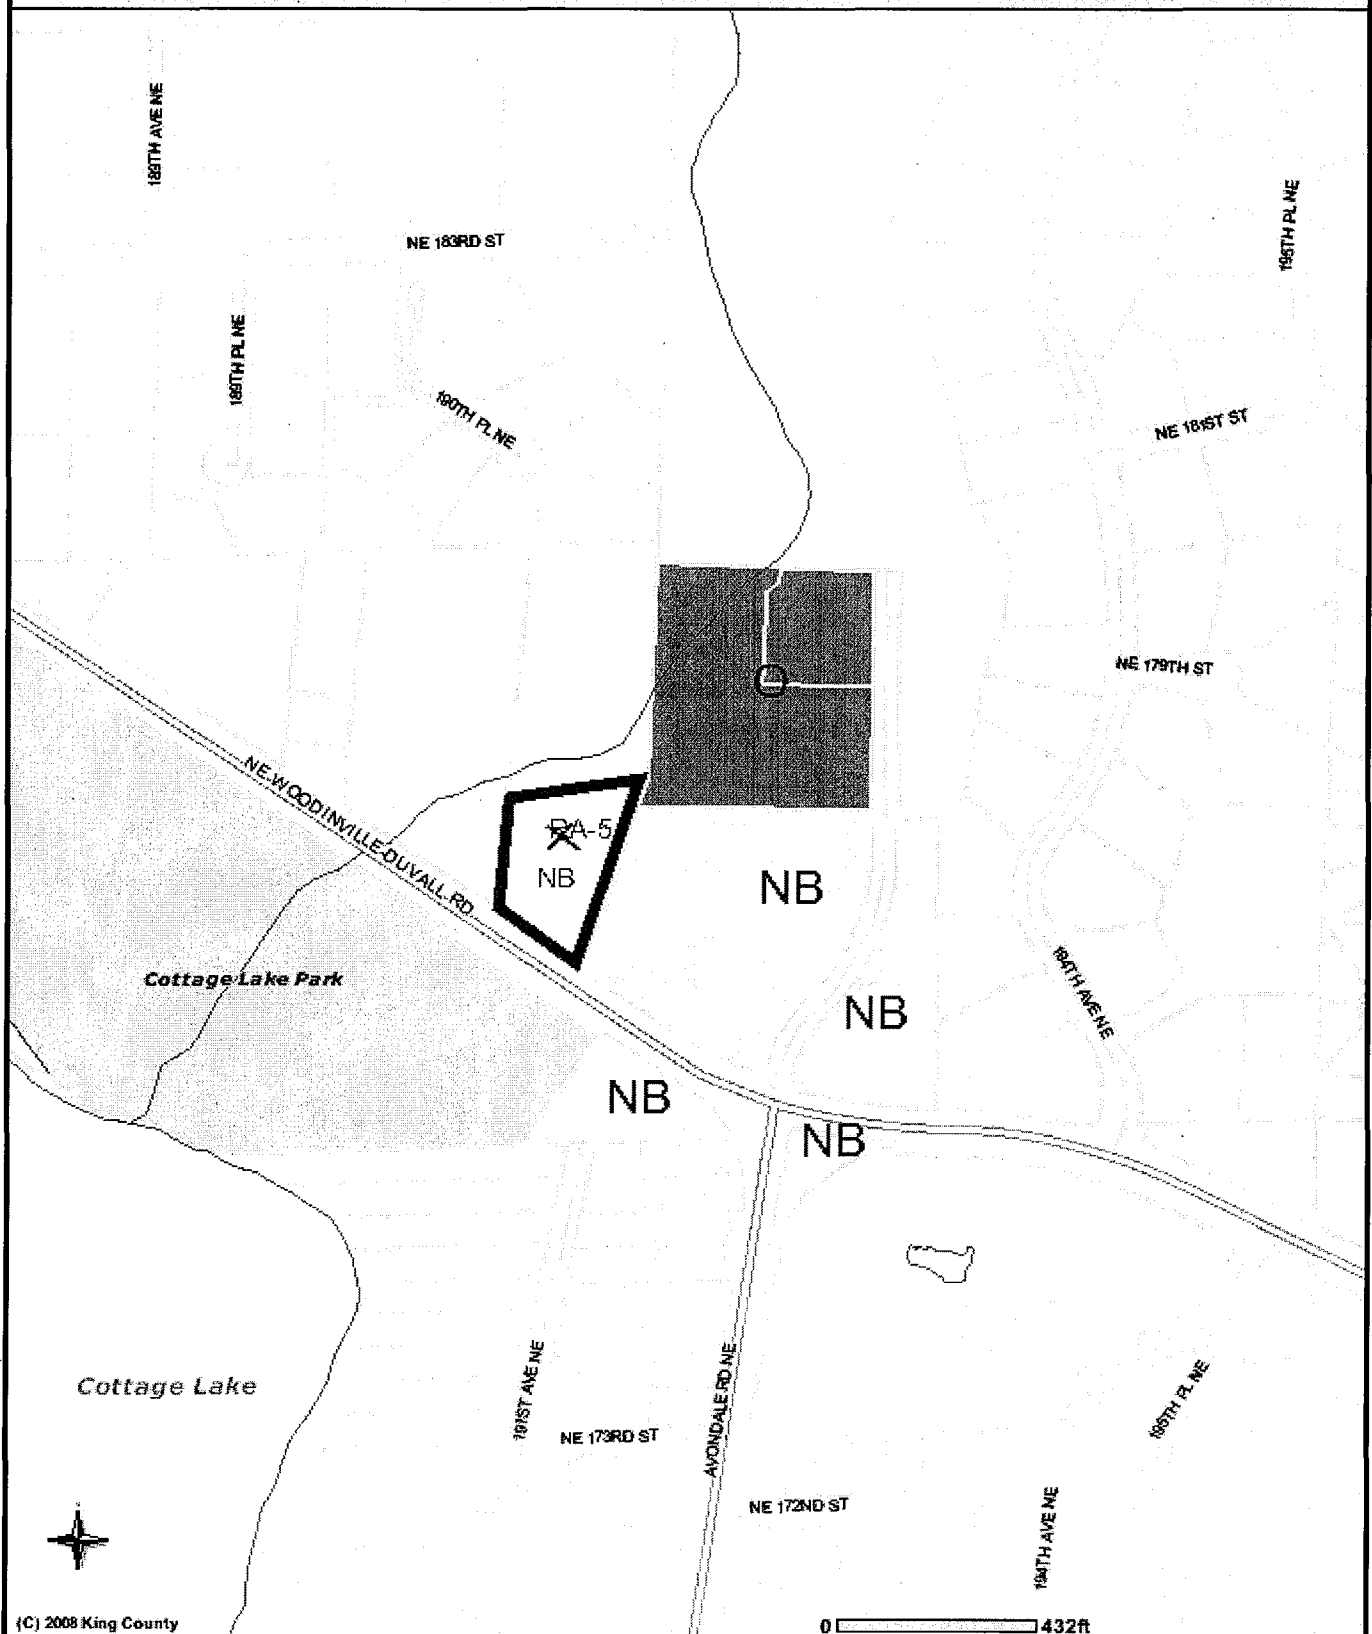 189TH AVE NE
NE 183RD ST
196TH PL NE
189TH PL NE
190TH PL NE
NE 181ST ST
NE 179TH ST
O
NE WOODINVILLE-DUVALL RD
RA-5
NB
NB
Cottage Lake Park
194TH AVE NE
NB
NB
NB
Cottage Lake
191ST AVE NE
NE 173RD ST
AVONDALE RD NE
195TH PL NE
NE 172ND ST
194TH AVE NE
(C) 2008 King County
0 432ft